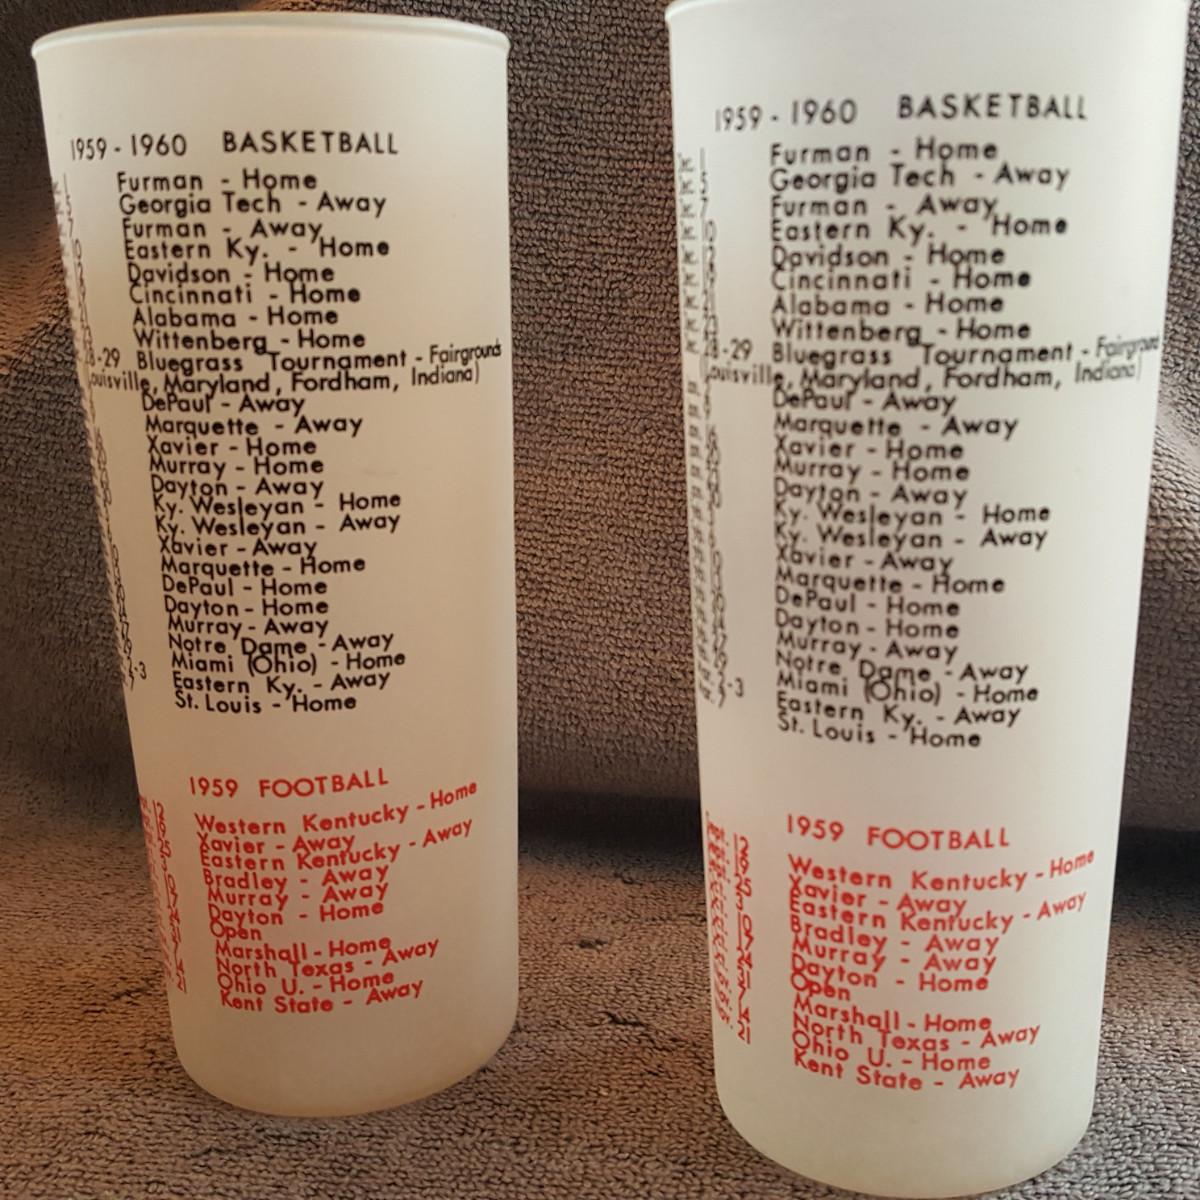 1959 - 1960 BASKETBALL
Furman - Home
Georgia Tech - Away
Furman - Away
Eastern Ky. - Home
Davidson - Home
Cincinnati - Home
Alabama - Home
Wittenberg - Home
28-29 Bluegrass Tournament - Fairgrounds
Louisville, Maryland, Fordham, Indiana)
DePaul - Away
Marquette - Away
Xavier - Home
Murray - Home
Dayton - Away
Ky. Wesleyan - Home
Ky. Wesleyan - Away
Xavier - Away
Marquette - Home
DePaul - Home
Dayton - Home
Murray - Away
Notre Dame - Away
Miami (Ohio) - Home
Eastern Ky. - Away
St. Louis - Home
1959 FOOTBALL
Western Kentucky - Home
Xavier - Away
Eastern Kentucky - Away
Bradley - Away
Murray - Away
Dayton - Home
Open
Marshall - Home
North Texas - Away
Ohio U. - Home
Kent State - Away
1959 - 1960 BASKETBALL
Furman - Home
Georgia Tech - Away
Furman - Away
Eastern Ky. - Home
Davidson - Home
Cincinnati - Home
Alabama - Home
Wittenberg - Home
28-29 Bluegrass Tournament - Fairground
Louisville, Maryland, Fordham, Indiana)
DePaul - Away
Marquette - Away
Xavier - Home
Murray - Home
Dayton - Away
Ky. Wesleyan - Home
Ky. Wesleyan - Away
Xavier - Away
Marquette - Home
DePaul - Home
Dayton - Home
Murray - Away
Notre Dame - Away
Miami (Ohio) - Home
Eastern Ky. - Away
St. Louis - Home
1959 FOOTBALL
Western Kentucky - Home
Xavier - Away
Eastern Kentucky - Away
Bradley - Away
Murray - Away
Dayton - Home
Open
Marshall - Home
North Texas - Away
Ohio U. - Home
Kent State - Away